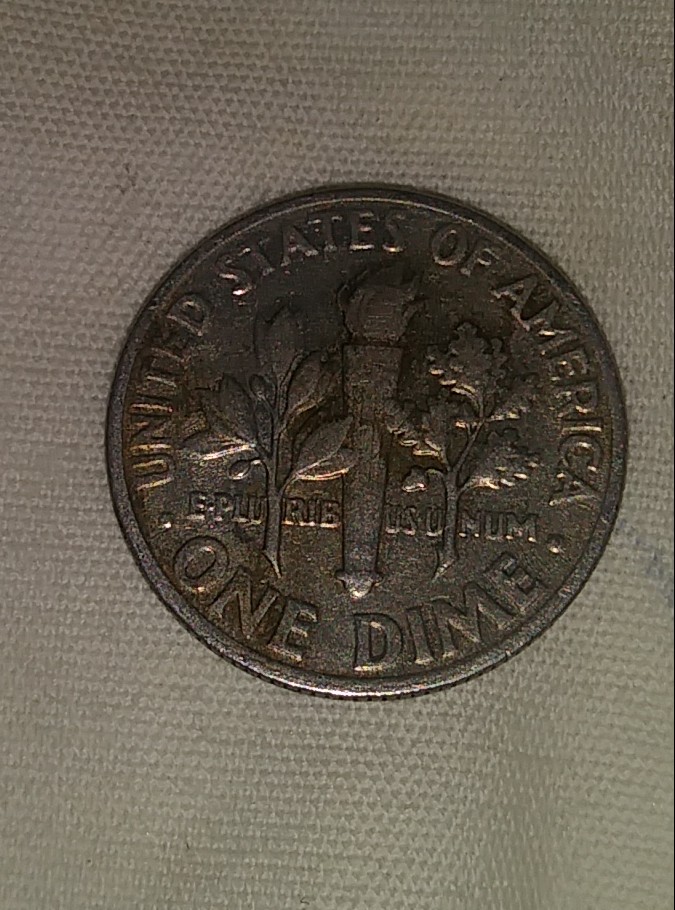 UNITED STATES OF AMERICA
E PLURIBUS UNUM
ONE DIME